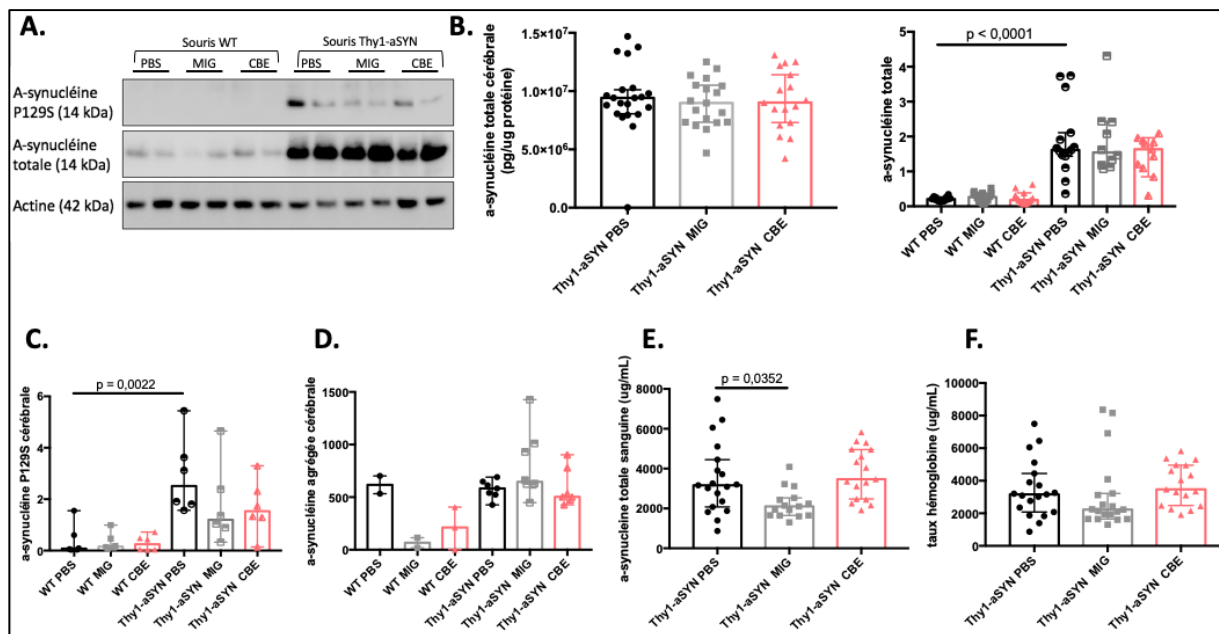 A.
Souris WT
Souris Thy1-aSYN
PBS MIG CBE PBS MIG CBE
A-synucléine
P129S (14 kDa)
A-synucléine
totale (14 kDa)
Actine (42 kDa)
B.
a-synucléine totale cérébrale
(pg/ug protéine)
1.5×10⁷
1.0×10⁷
5.0×10⁶
0.0
Thy1-aSYN PBS
Thy1-aSYN MIG
Thy1-aSYN CBE
a-synucléine totale
p < 0,0001
5
4
3
2
1
0
WT PBS
WT MIG
WT CBE
Thy1-aSYN PBS
Thy1-aSYN MIG
Thy1-aSYN CBE
C.
a-synucléine P129S cérébrale
p = 0,0022
6
4
2
0
WT PBS
WT MIG
WT CBE
Thy1-aSYN PBS
Thy1-aSYN MIG
Thy1-aSYN CBE
D.
a-synucléine agrégée cérébrale
1500
1000
500
0
WT PBS
WT MIG
WT CBE
Thy1-aSYN PBS
Thy1-aSYN MIG
Thy1-aSYN CBE
E.
a-synucleine totale sanguine (ug/mL)
p = 0,0352
8000
6000
4000
2000
0
Thy1-aSYN PBS
Thy1-aSYN MIG
Thy1-aSYN CBE
F.
taux hémoglobine (ug/mL)
10000
8000
6000
4000
2000
0
Thy1-aSYN PBS
Thy1-aSYN MIG
Thy1-aSYN CBE